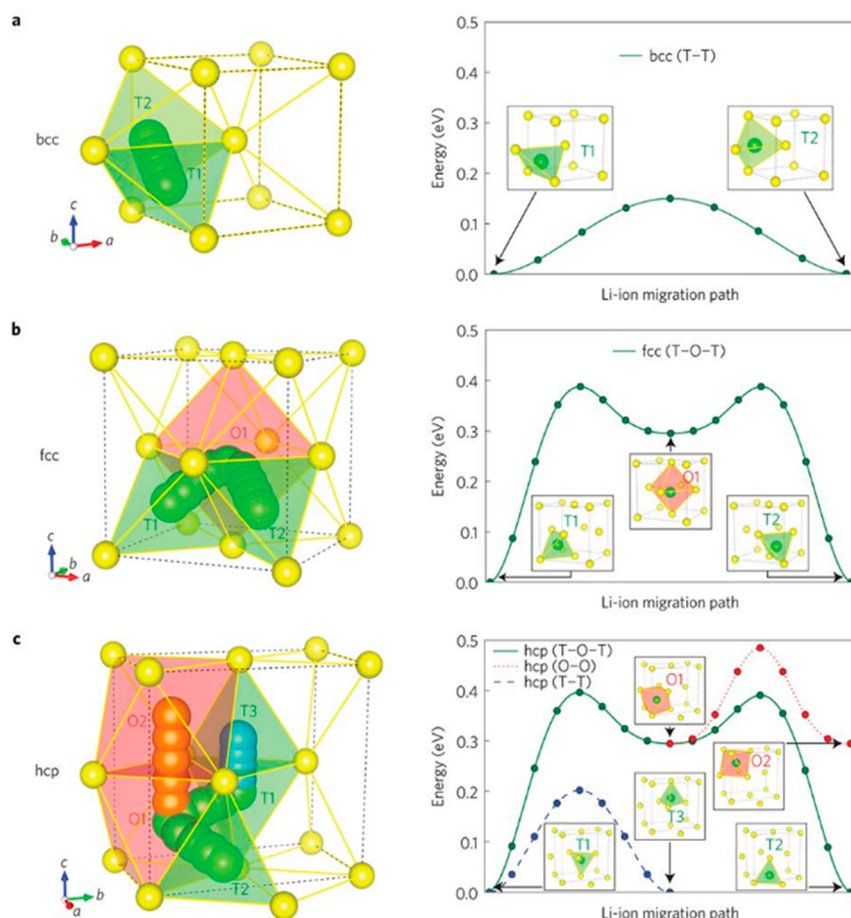 a
bcc
T2
T1
c
b
a
Energy (eV)
0.5
0.4
0.3
0.2
0.1
0.0
bcc (T–T)
T1
T2
Li-ion migration path
b
fcc
O1
T1
T2
c
b
a
Energy (eV)
0.5
0.4
0.3
0.2
0.1
0.0
fcc (T–O–T)
O1
T1
T2
Li-ion migration path
c
hcp
O2
T3
O1
T1
T2
c
b
a
Energy (eV)
0.5
0.4
0.3
0.2
0.1
0.0
hcp (T–O–T)
hcp (O–O)
hcp (T–T)
O1
O2
T3
T1
T2
Li-ion migration path